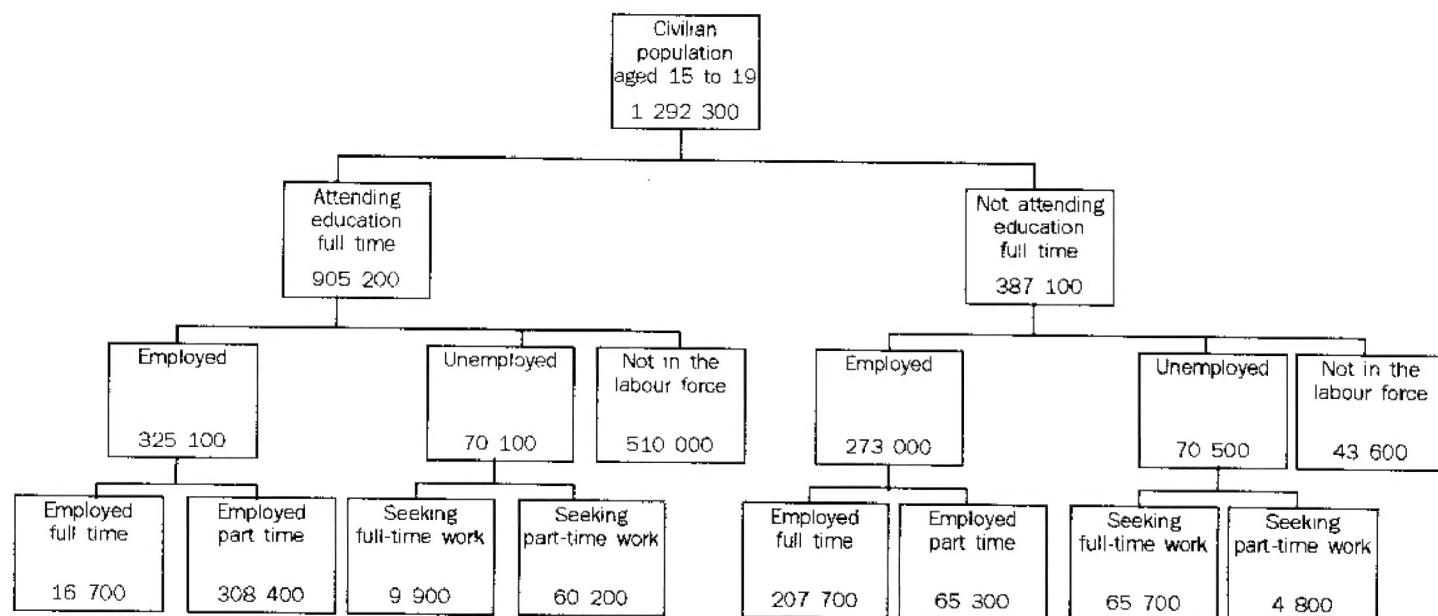 Civilian
population
aged 15 to 19
1 292 300
Attending
education
full time
905 200
Not attending
education
full time
387 100
Employed
325 100
Unemployed
70 100
Not in the
labour force
510 000
Employed
273 000
Unemployed
70 500
Not in the
labour force
43 600
Employed
full time
16 700
Employed
part time
308 400
Seeking
full-time work
9 900
Seeking
part-time work
60 200
Employed
full time
207 700
Employed
part time
65 300
Seeking
full-time work
65 700
Seeking
part-time work
4 800